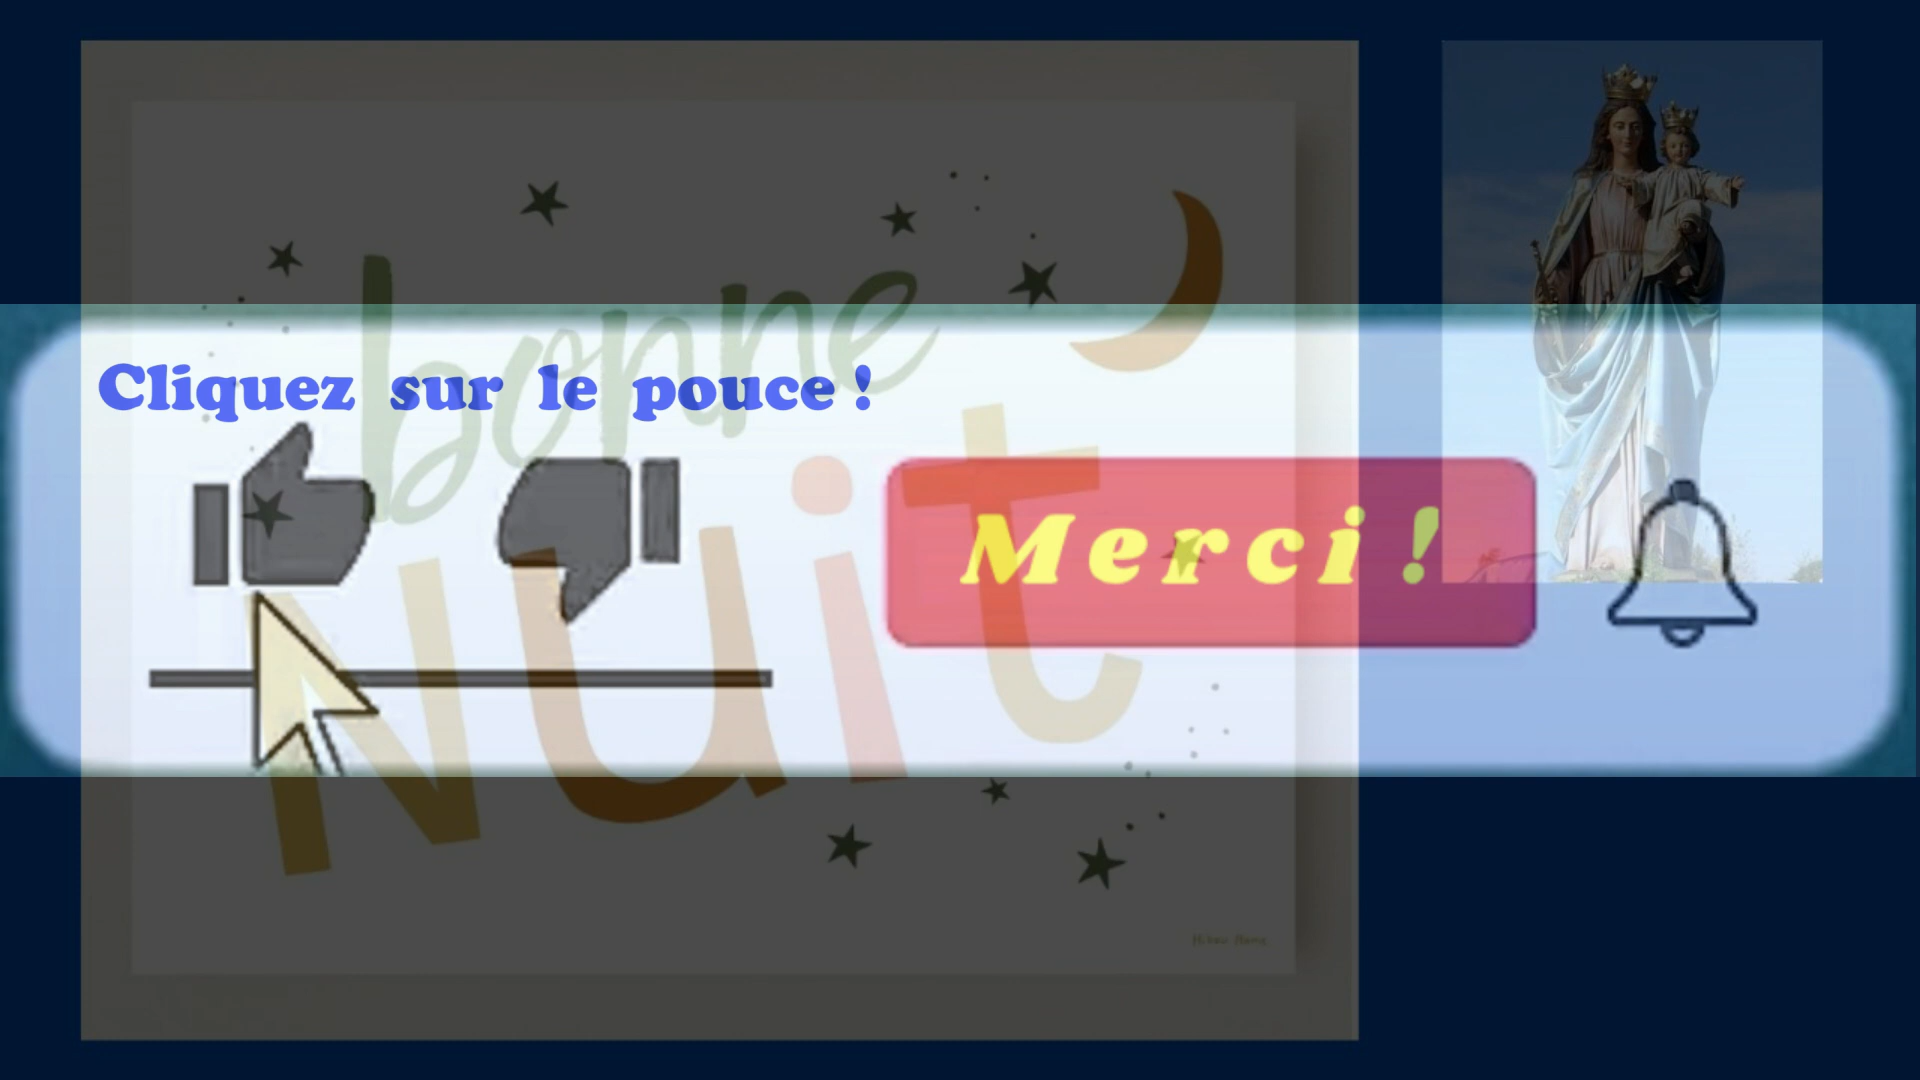 bonne
Cliquez sur le pouce !
nuit
Merci !